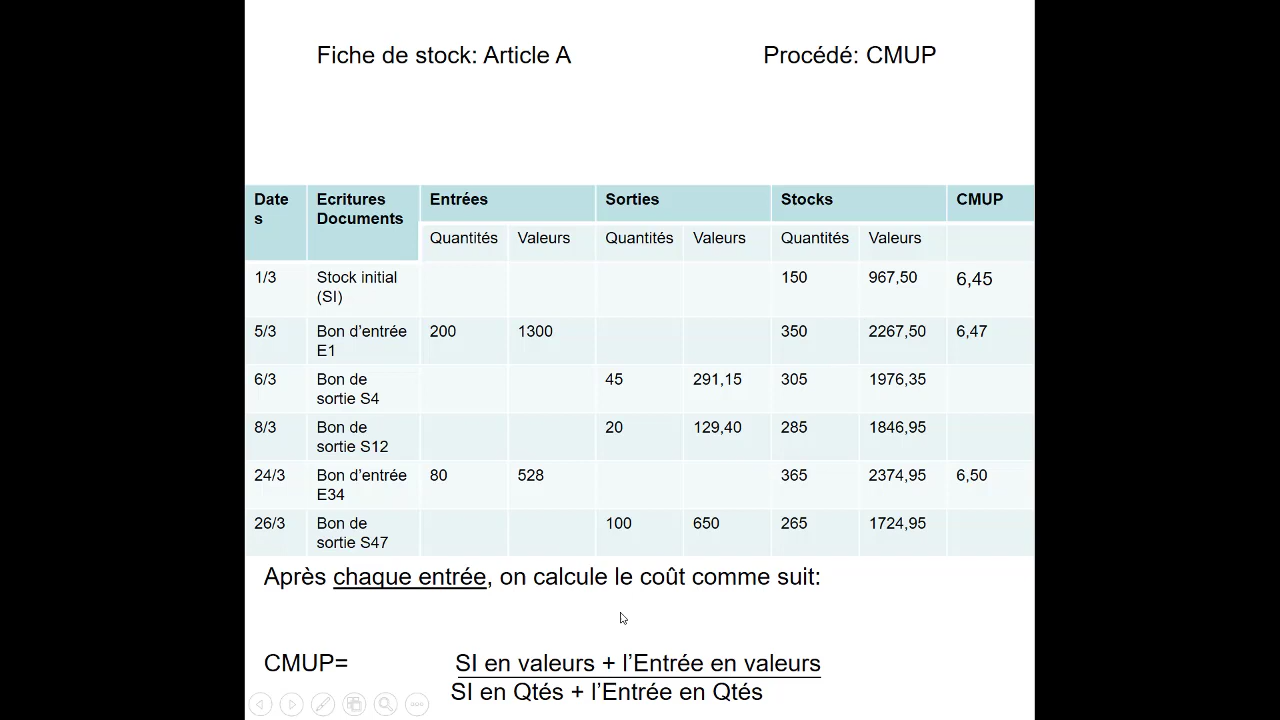 Fiche de stock: Article A Procédé: CMUP
Date Ecritures Entrées Sorties Stocks CMUP
s Documents
Quantités Valeurs Quantités Valeurs Quantités Valeurs
1/3 Stock initial 150 967,50 6,45
(SI)
5/3 Bon d’entrée 200 1300 350 2267,50 6,47
E1
6/3 Bon de 45 291,15 305 1976,35
sortie S4
8/3 Bon de 20 129,40 285 1846,95
sortie S12
24/3 Bon d’entrée 80 528 365 2374,95 6,50
E34
26/3 Bon de 100 650 265 1724,95
sortie S47
Après chaque entrée, on calcule le coût comme suit:
CMUP= SI en valeurs + l’Entrée en valeurs
SI en Qtés + l’Entrée en Qtés